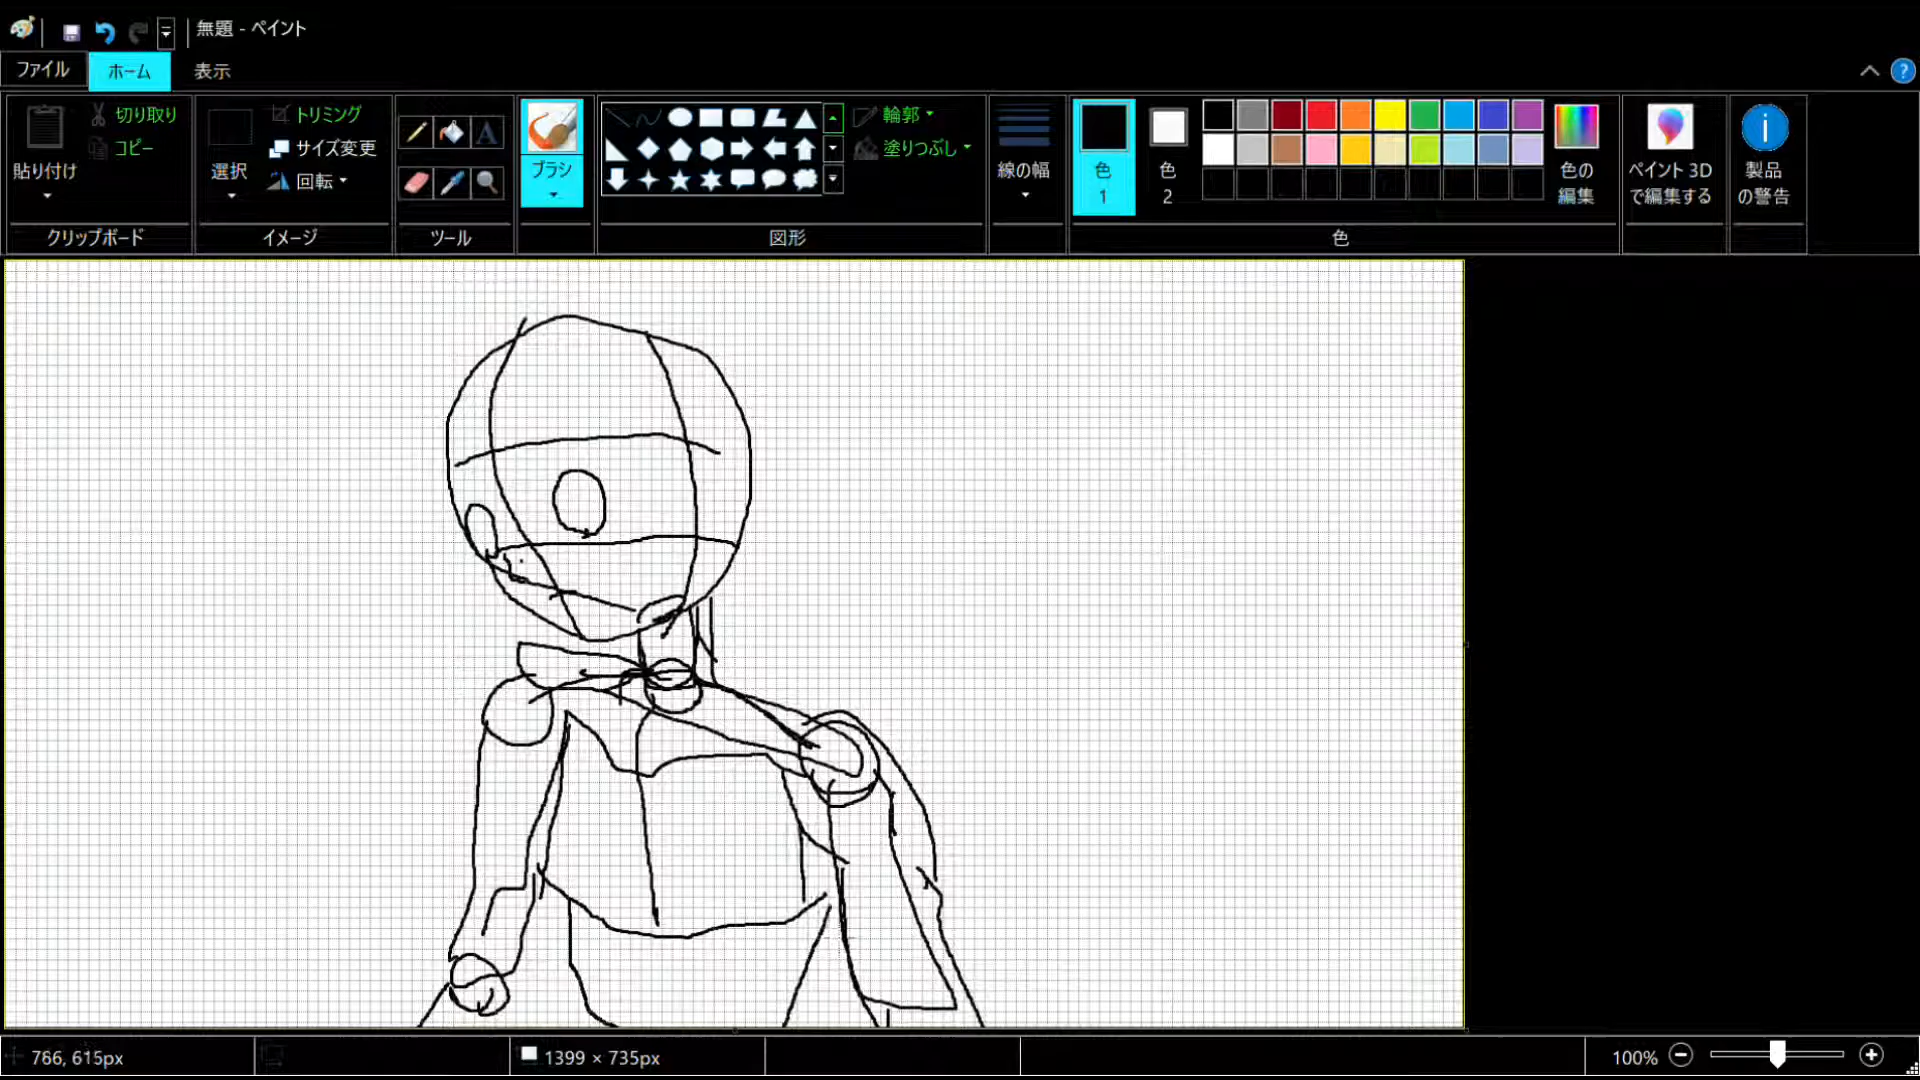 無題 - ペイント
ファイル ホーム 表示
貼り付け 切り取り コピー
選択 トリミング サイズ変更 回転
A
ブラシ
輪郭 塗りつぶし
線の幅
色 1
色 2
色の 編集
ペイント 3D で編集する
製品 の警告
クリップボード イメージ ツール 図形 色
766, 615px 1399 × 735px 100%